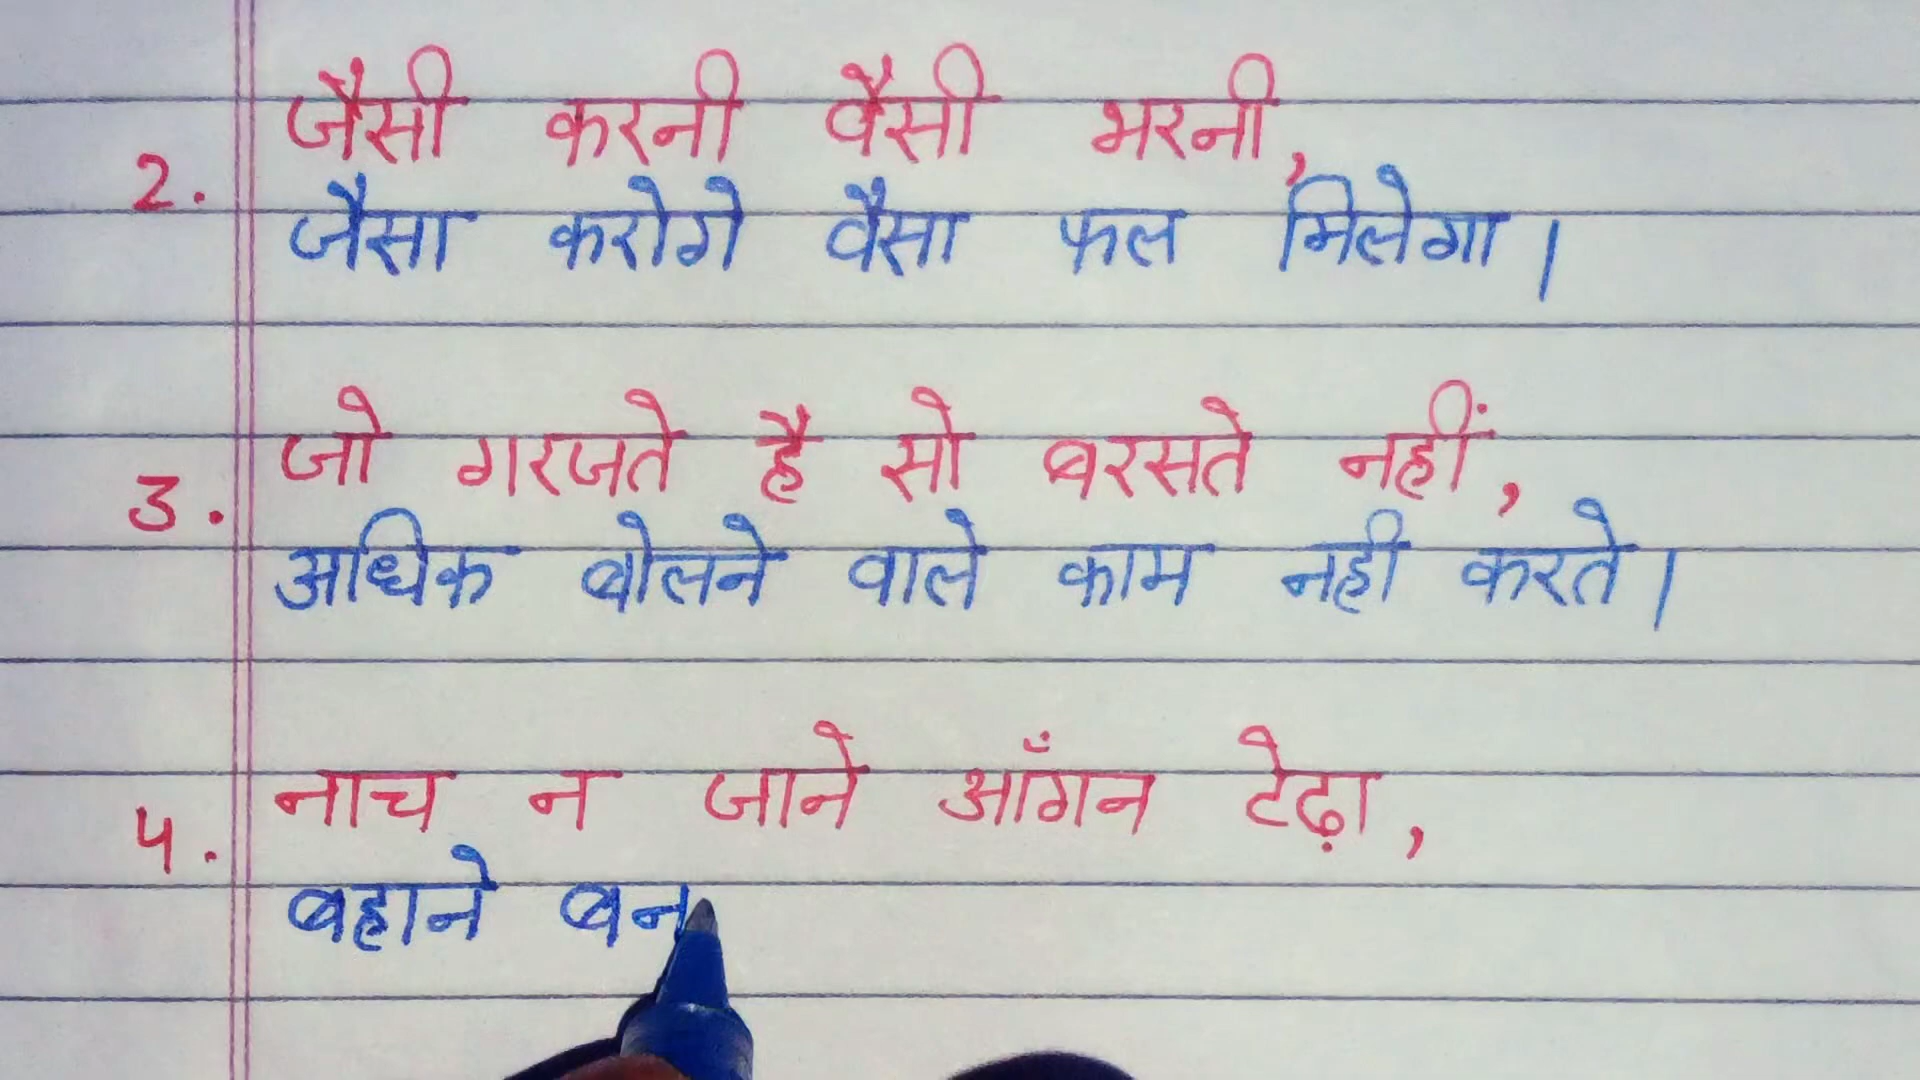 जैसी करनी वैसी भरनी,
2.
जैसा करोगे वैसा फल मिलेगा।
जो गरजते है सो बरसते नहीं,
3.
अधिक बोलने वाले काम नही करते।
नाच न जाने आँगन टेढ़ा,
4.
बहाने बन